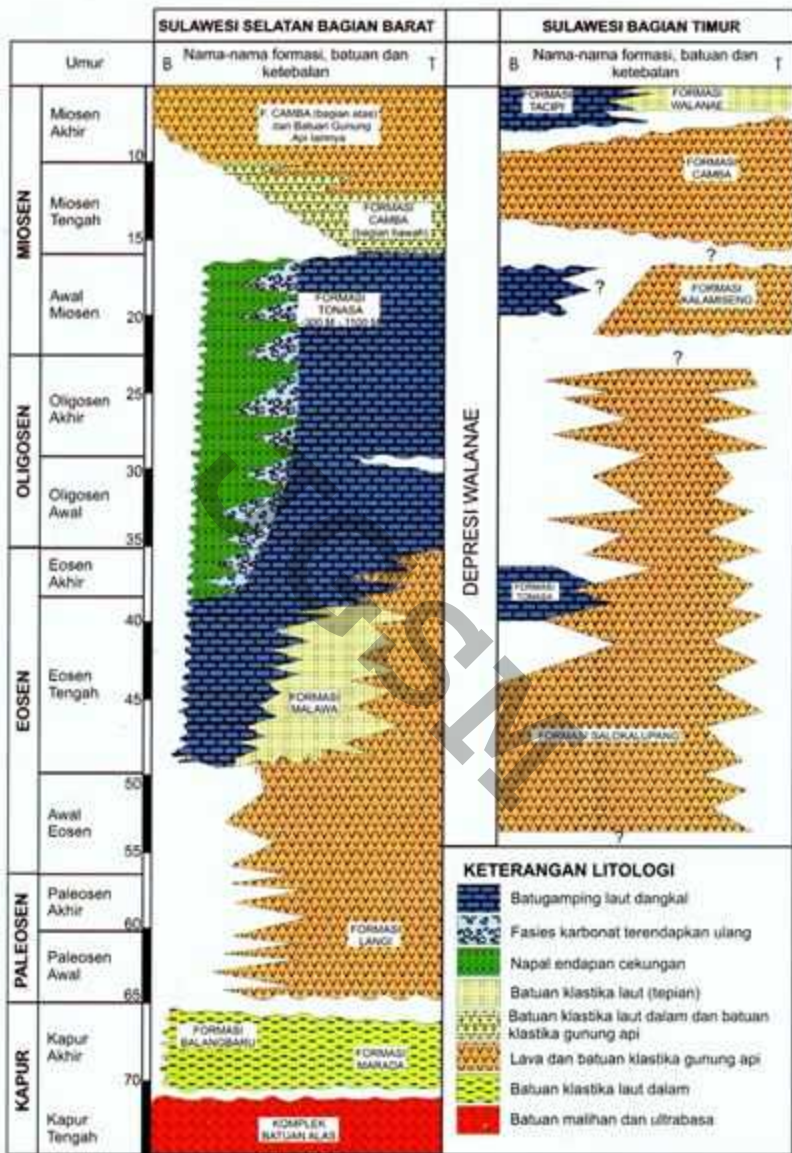 SULAWESI SELATAN BAGIAN BARAT
SULAWESI BAGIAN TIMUR
Umur
B
Nama-nama formasi, batuan dan
ketebalan
T
B
Nama-nama formasi, batuan dan
ketebalan
T
MIOSEN
Miosen
Akhir
10
Miosen
Tengah
15
Awal
Miosen
20
OLIGOSEN
Oligosen
Akhir
25
30
Oligosen
Awal
35
EOSEN
Eosen
Akhir
40
Eosen
Tengah
45
50
Awal
Eosen
55
PALEOSEN
Paleosen
Akhir
60
Paleosen
Awal
65
KAPUR
Kapur
Akhir
70
Kapur
Tengah
F. CAMBA (bagian atas)
dan Batuan Gunung
Api lainnya
FORMASI
CAMBA
(bagian bawah)
FORMASI
TONASA
300 M - 1100 M
FORMASI
MALAWA
FORMASI
LANGI
FORMASI
BALANGBARU
FORMASI
MARADA
KOMPLEK
BATUAN ALAS
DEPRESI WALANAE
FORMASI
TACIPI
FORMASI
WALANAE
FORMASI
CAMBA
?
?
FORMASI
KALAMISENG
?
FORMASI
TONASA
FORMASI SALOKALUPANG
?
KETERANGAN LITOLOGI
Batugamping laut dangkal
Fasies karbonat terendapkan ulang
Napal endapan cekungan
Batuan klastika laut (tepian)
Batuan klastika laut dalam dan batuan
klastika gunung api
Lava dan batuan klastika gunung api
Batuan klastika laut dalam
Batuan malihan dan ultrabasa